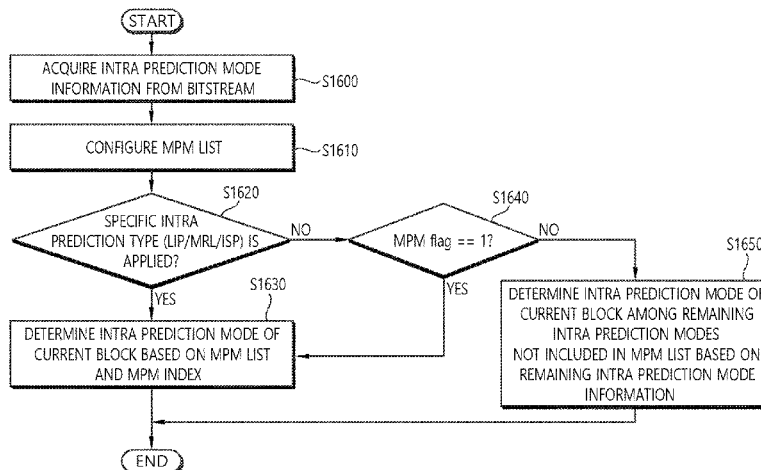 START
ACQUIRE INTRA PREDICTION MODE
INFORMATION FROM BITSTREAM
S1600
CONFIGURE MPM LIST
S1610
S1620
SPECIFIC INTRA
PREDICTION TYPE (LIP/MRL/ISP) IS
APPLIED?
NO
YES
S1640
MPM flag == 1?
NO
YES
S1630
DETERMINE INTRA PREDICTION MODE OF
CURRENT BLOCK BASED ON MPM LIST
AND MPM INDEX
S1650
DETERMINE INTRA PREDICTION MODE OF
CURRENT BLOCK AMONG REMAINING
INTRA PREDICTION MODES
NOT INCLUDED IN MPM LIST BASED ON
REMAINING INTRA PREDICTION MODE
INFORMATION
END